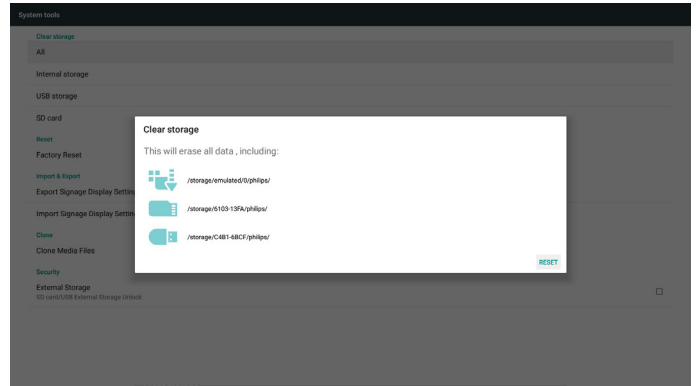 System tools
Clear storage
All
Internal storage
USB storage
SD card
Reset
Factory Reset
Import & Export
Export Signage Display Settin
Import Signage Display Settin
Clone
Clone Media Files
Security
External Storage
SD card/USB External Storage Unlock
Clear storage
This will erase all data , including:
/storage/emulated/0/philips/
/storage/6103-13FA/philips/
/storage/C4B1-6BCF/philips/
RESET